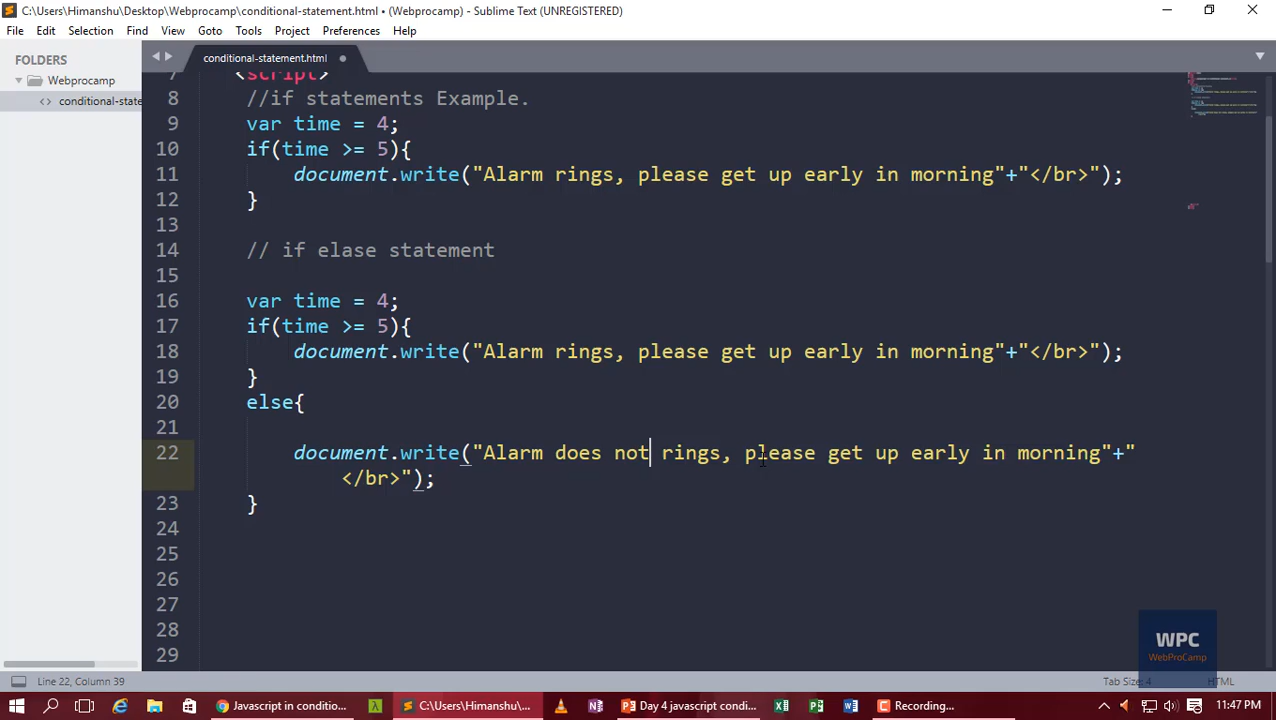 C:\Users\Himanshu\Desktop\Webprocamp\conditional-statement.html • (Webprocamp) - Sublime Text (UNREGISTERED)
File Edit Selection Find View Goto Tools Project Preferences Help
FOLDERS
Webprocamp
<> conditional-state
conditional-statement.html
7 <script>
8 //if statements Example.
9 var time = 4;
10 if(time >= 5){
11 document.write("Alarm rings, please get up early in morning"+"</br>");
12 }
13
14 // if elase statement
15
16 var time = 4;
17 if(time >= 5){
18 document.write("Alarm rings, please get up early in morning"+"</br>");
19 }
20 else{
21
22 document.write("Alarm does not rings, please get up early in morning"+"
</br>");
23 }
24
25
26
27
28
29
WPC
WebProCamp
Line 22, Column 39 Tab Size: 4 HTML
Javascript in conditio... C:\Users\Himanshu\... Day 4 javascript condi... Recording... 11:47 PM